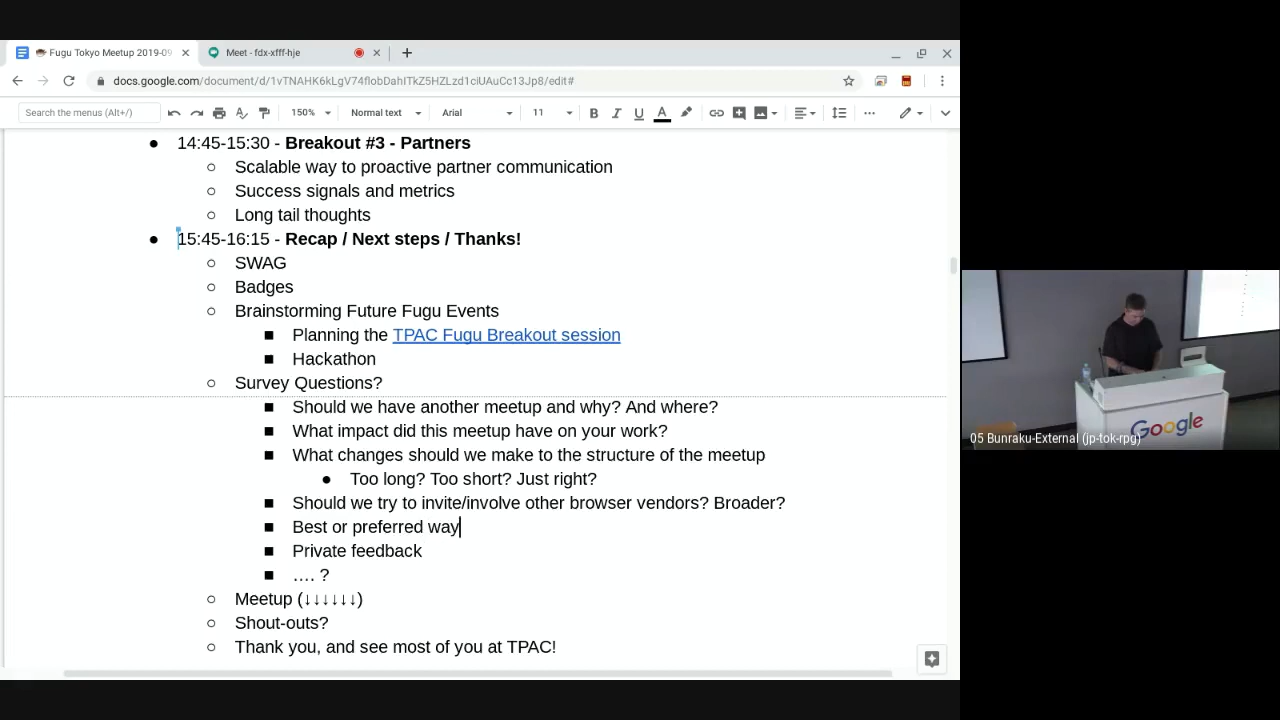 Fugu Tokyo Meetup 2019-09
Meet - fdx-xfff-hje
docs.google.com/document/d/1vTNAHK6kLgV74flobDahITkZ5HZLzd1ciUAuCc13Jp8/edit#
Search the menus (Alt+/)
150%
Normal text
Arial
11
B I U A
● 14:45-15:30 - Breakout #3 - Partners
○ Scalable way to proactive partner communication
○ Success signals and metrics
○ Long tail thoughts
● 15:45-16:15 - Recap / Next steps / Thanks!
○ SWAG
○ Badges
○ Brainstorming Future Fugu Events
■ Planning the TPAC Fugu Breakout session
■ Hackathon
○ Survey Questions?
■ Should we have another meetup and why? And where?
■ What impact did this meetup have on your work?
■ What changes should we make to the structure of the meetup
● Too long? Too short? Just right?
■ Should we try to invite/involve other browser vendors? Broader?
■ Best or preferred way
■ Private feedback
■ …. ?
○ Meetup (↓↓↓↓↓↓)
○ Shout-outs?
○ Thank you, and see most of you at TPAC!
Google
05 Bunraku-External (jp-tok-rpg)